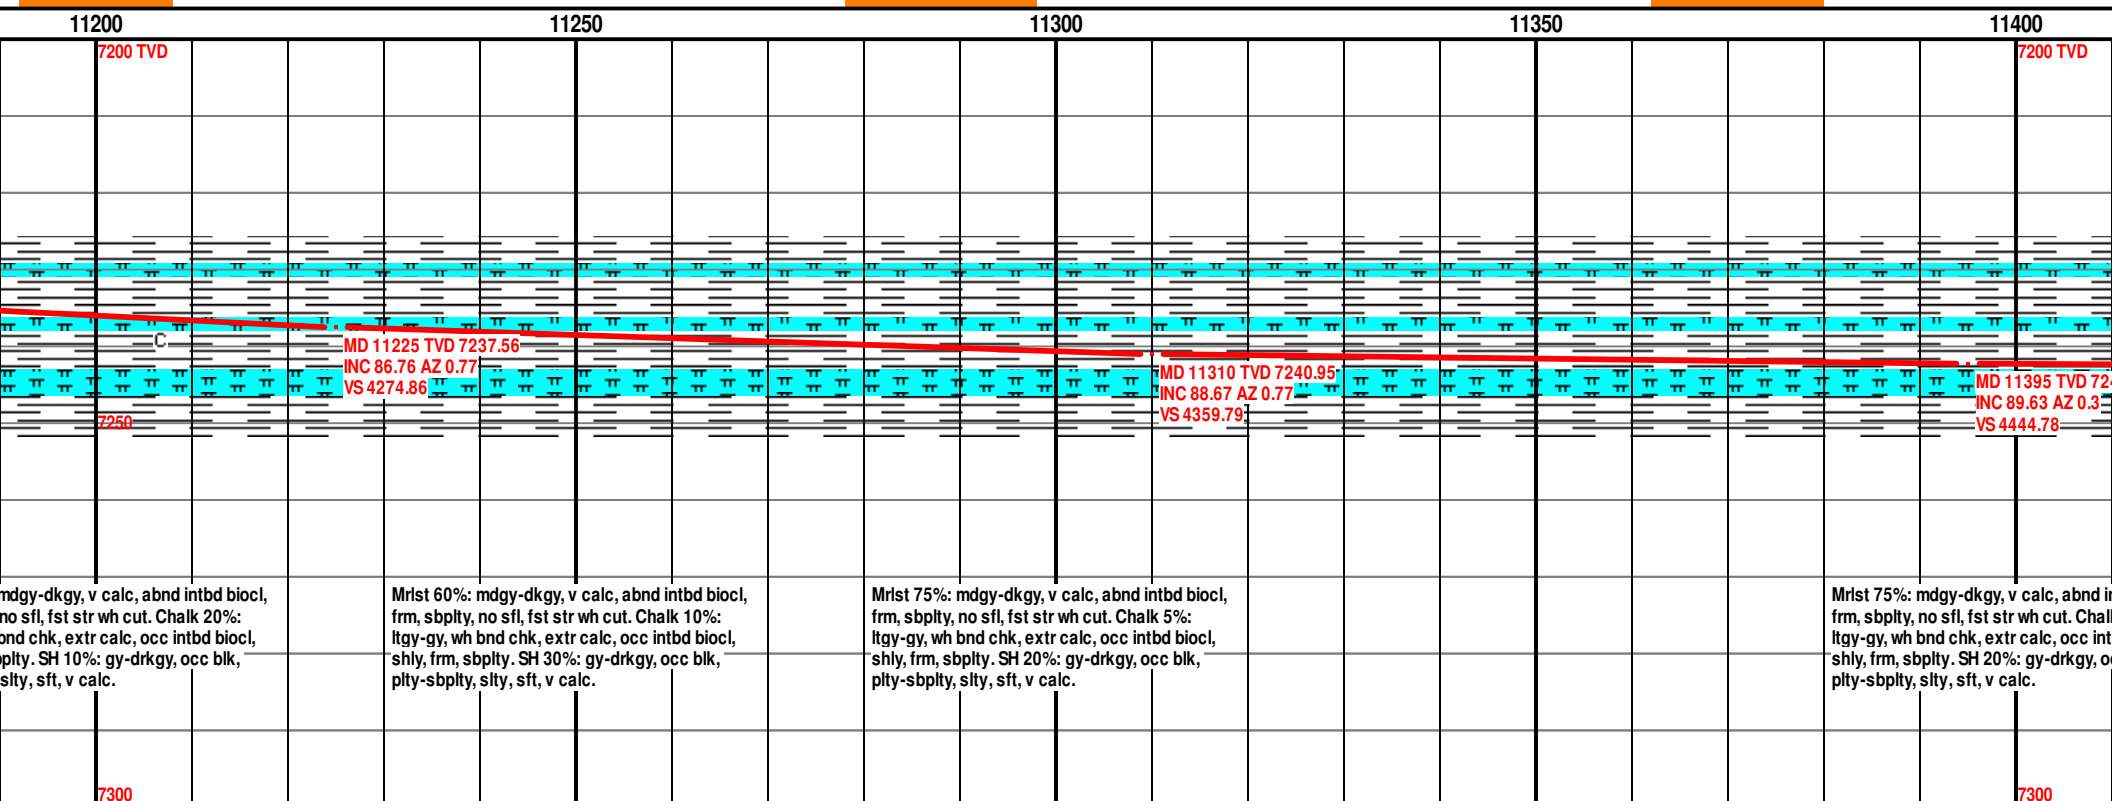 11200 11250 11300 11350 11400
7200 TVD 7200 TVD
C
MD 11225 TVD 7237.56
INC 86.76 AZ 0.77
VS 4274.86
MD 11310 TVD 7240.95
INC 88.67 AZ 0.77
VS 4359.79
MD 11395 TVD 724
INC 89.63 AZ 0.3
VS 4444.78
7250
mdgy-dkgy, v calc, abnd intbd biocl,
no sfl, fst str wh cut. Chalk 20%:
bnd chk, extr calc, occ intbd biocl,
bplty. SH 10%: gy-drkgy, occ blk,
slty, sft, v calc.
Mrlst 60%: mdgy-dkgy, v calc, abnd intbd biocl,
frm, sbplty, no sfl, fst str wh cut. Chalk 10%:
ltgy-gy, wh bnd chk, extr calc, occ intbd biocl,
shly, frm, sbplty. SH 30%: gy-drkgy, occ blk,
plty-sbplty, slty, sft, v calc.
Mrlst 75%: mdgy-dkgy, v calc, abnd intbd biocl,
frm, sbplty, no sfl, fst str wh cut. Chalk 5%:
ltgy-gy, wh bnd chk, extr calc, occ intbd biocl,
shly, frm, sbplty. SH 20%: gy-drkgy, occ blk,
plty-sbplty, slty, sft, v calc.
Mrlst 75%: mdgy-dkgy, v calc, abnd in
frm, sbplty, no sfl, fst str wh cut. Chalk
ltgy-gy, wh bnd chk, extr calc, occ int
shly, frm, sbplty. SH 20%: gy-drkgy, o
plty-sbplty, slty, sft, v calc.
7300 7300